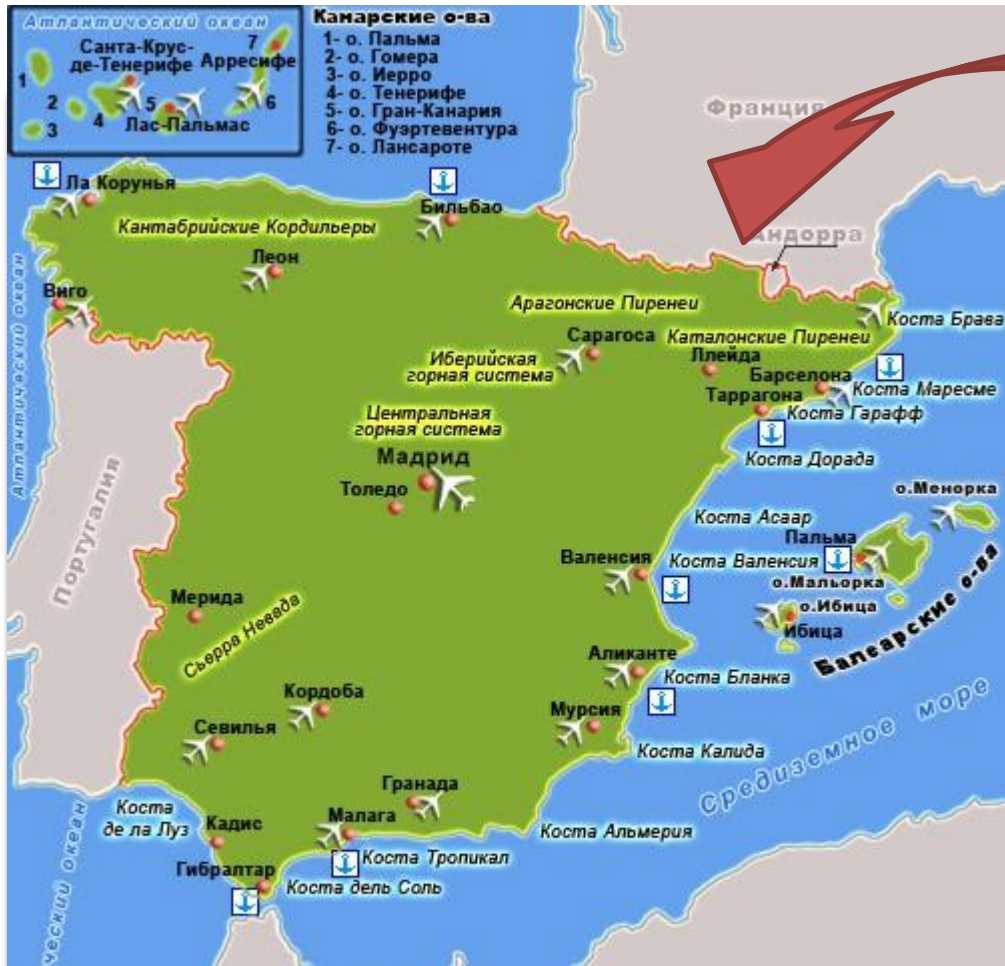 Атлантический океан
Канарские о-ва
1- о. Пальма
2- о. Гомера
3- о. Иерро
4- о. Тенерифе
5- о. Гран-Канария
6- о. Фуэртевентура
7- о. Лансароте
7
Санта-Крус-
де-Тенерифе
Арресифе
1
2
3
4
5
6
Лас-Пальмас
Франция
Андорра
Ла Корунья
Бильбао
Кантабрийские Кордильеры
Леон
Виго
Атлантический океан
Арагонские Пиренеи
Коста Брава
Сарагоса
Каталонские Пиренеи
Ллейда
Иберийская
горная система
Барселона
Коста Маресме
Таррагона
Коста Гарафф
Центральная
горная система
Коста Дорада
Мадрид
Толедо
о.Менорка
Португалия
Коста Асаар
Пальма
Валенсия
Коста Валенсия
о.Мальорка
Мерида
о.Ибица
Ибица
Балеарские о-ва
Сьерра Невада
Аликанте
Коста Бланка
Кордоба
Мурсия
Севилья
Коста Калида
Средиземное море
Гранада
Коста
де ла Луз
Кадис
Малага
Коста Альмерия
Коста Тропикал
Гибралтар
Коста дель Соль
ческий океан